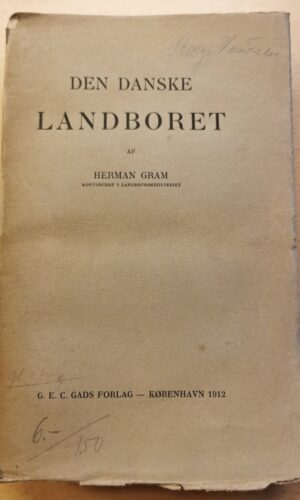 DEN DANSKE
LANDBORET
AF
HERMAN GRAM
KONTORCHEF I LANDBRUGSMINISTERIET
G. E. C. GADS FORLAG — KØBENHAVN 1912
6.-/150